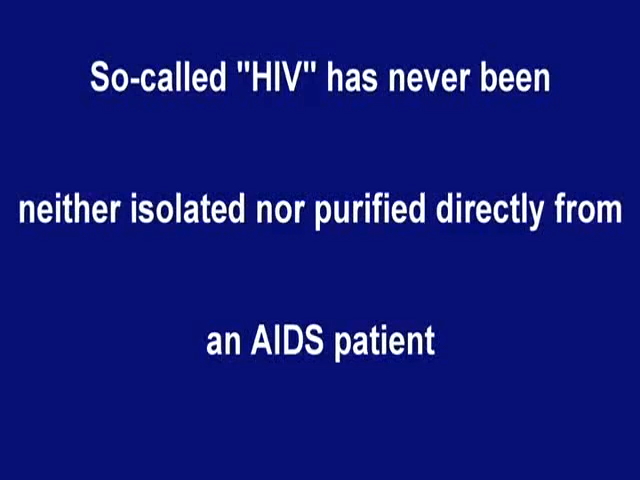 So-called "HIV" has never been
neither isolated nor purified directly from
an AIDS patient